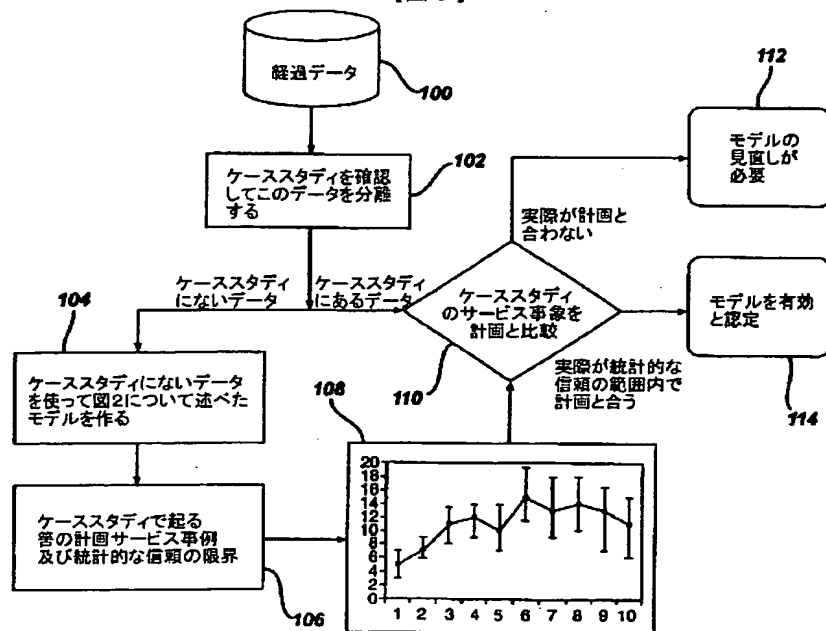 経過データ
100
ケーススタディを確認
してこのデータを分離
する
102
ケーススタディ
にないデータ
ケーススタディ
にあるデータ
104
ケーススタディにないデータ
を使って図2について述べた
モデルを作る
ケーススタディで起る
筈の計画サービス事例
及び統計的な信頼の限界
106
108
20
18
16
14
12
10
8
6
4
2
0
1 2 3 4 5 6 7 8 9 10
ケーススタディ
のサービス事象を
計画と比較
110
実際が計画と
合わない
実際が統計的な
信頼の範囲内で
計画と合う
112
モデルの
見直しが
必要
モデルを有効
と認定
114